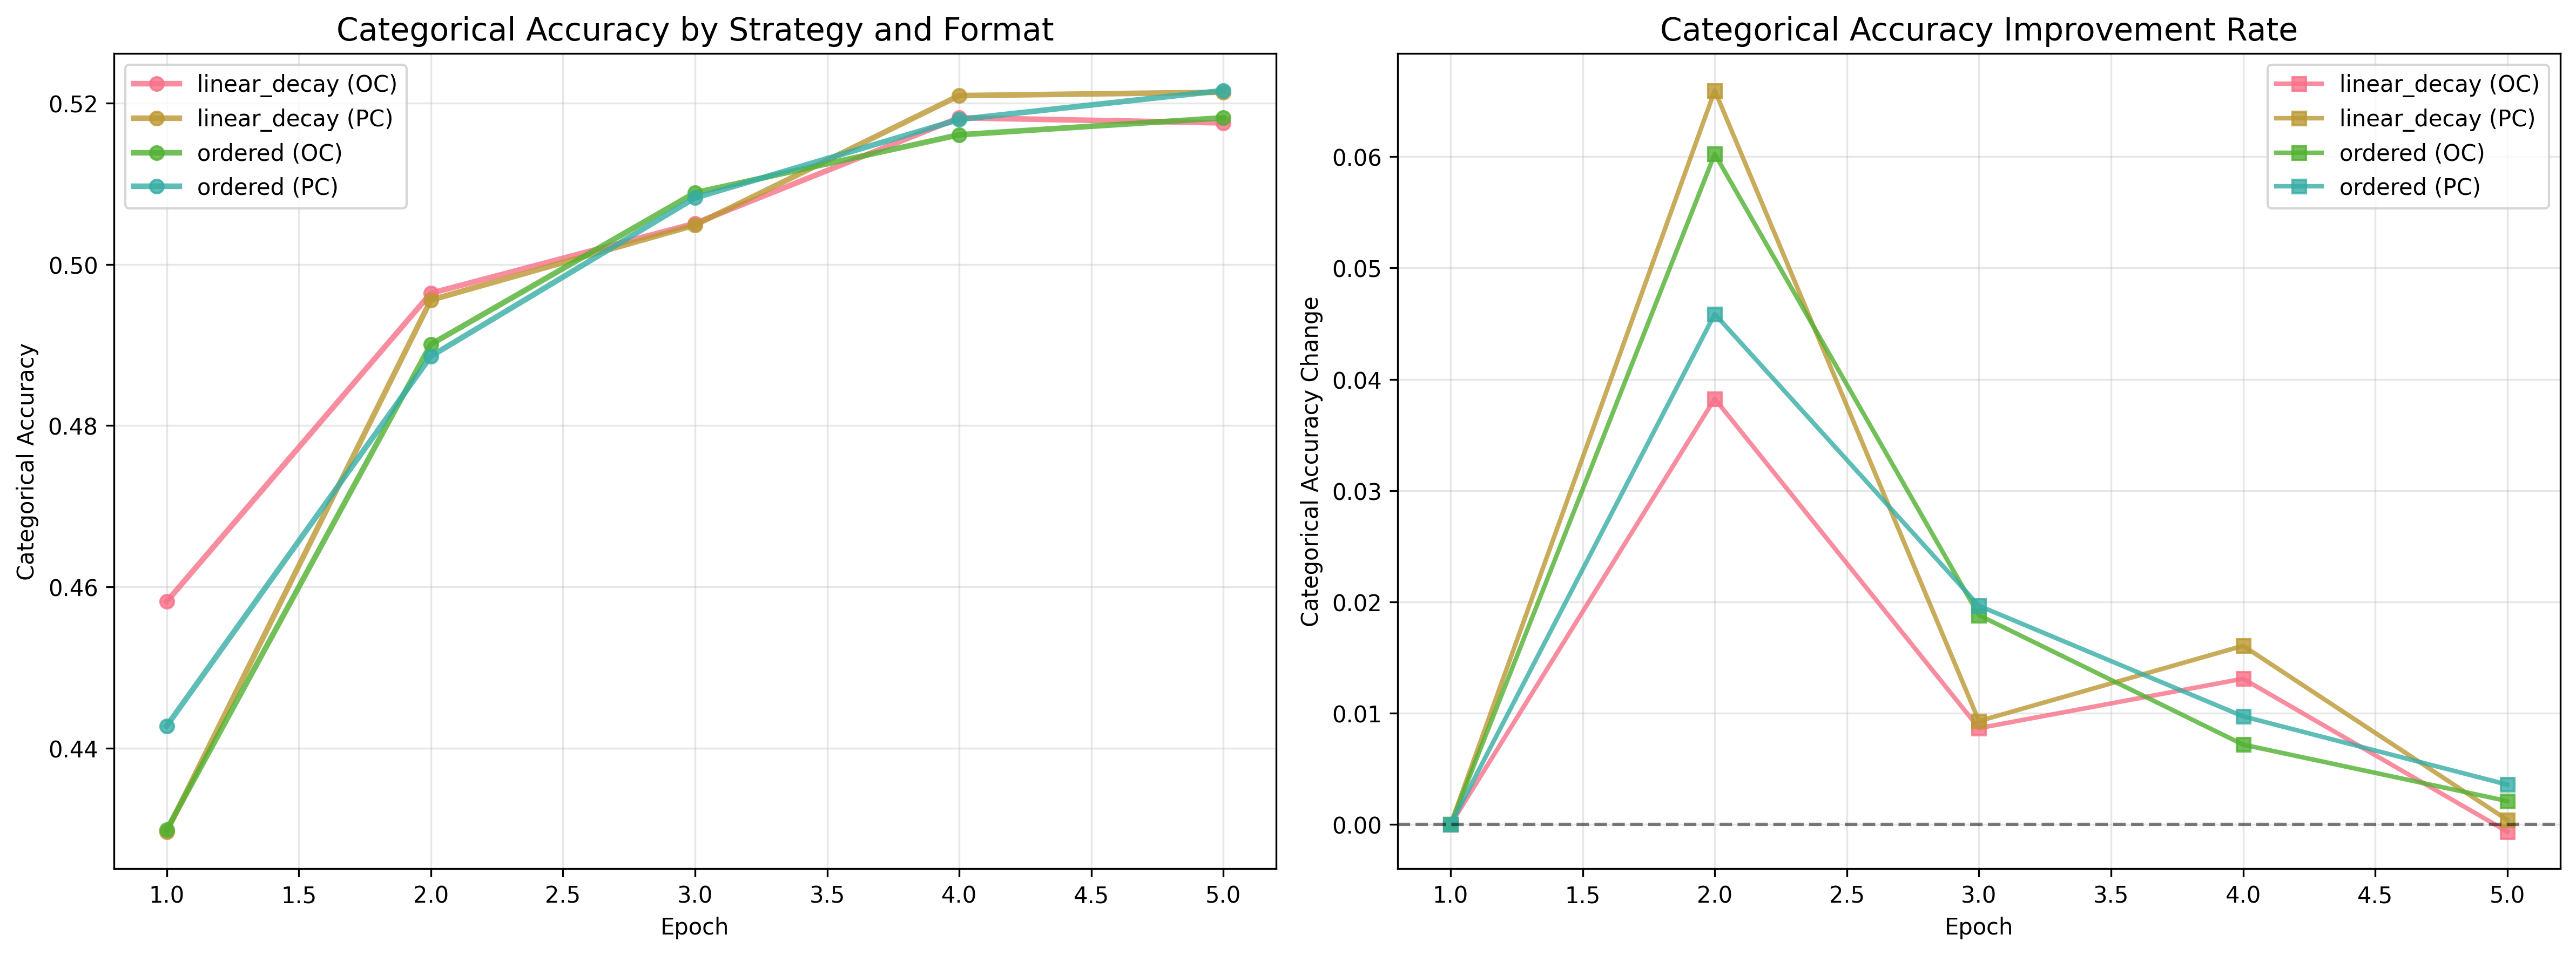 Categorical Accuracy by Strategy and Format
linear_decay (OC)
linear_decay (PC)
ordered (OC)
ordered (PC)
Categorical Accuracy
0.52
0.50
0.48
0.46
0.44
1.0 1.5 2.0 2.5 3.0 3.5 4.0 4.5 5.0
Epoch
Categorical Accuracy Improvement Rate
linear_decay (OC)
linear_decay (PC)
ordered (OC)
ordered (PC)
Categorical Accuracy Change
0.06
0.05
0.04
0.03
0.02
0.01
0.00
1.0 1.5 2.0 2.5 3.0 3.5 4.0 4.5 5.0
Epoch